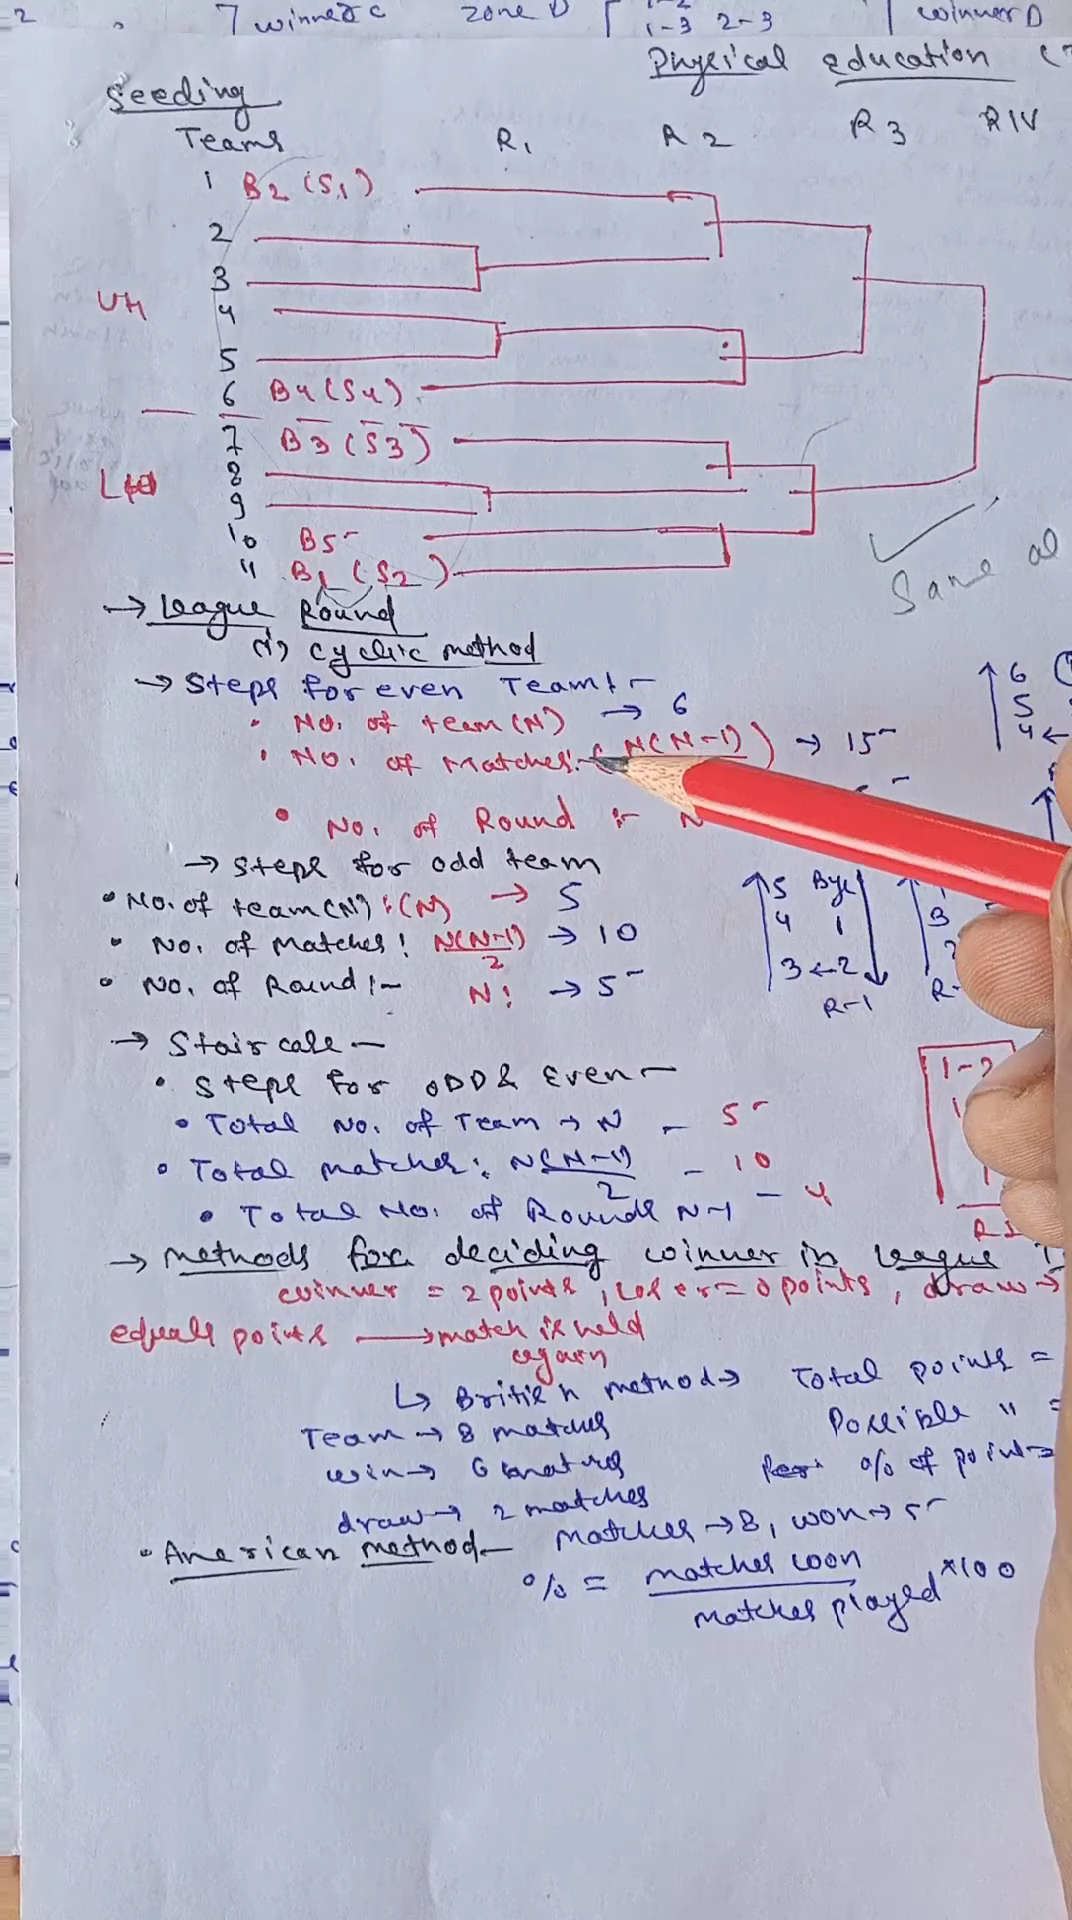 7 winner C zone D 1-3 2-3 winner D
Physical education
Seeding
Teams R1 R2 R3 RIV
1 B2 (S1)
2
3
UH
4
5
6 B4 (S4)
7 B3 (S3)
8
9
10 B5
11 B1 (S2)
Same al
→ League Round
cyclic method
→ Steps for even Team:-
• No. of team (N) → 6
• No. of Matches:- (N(N-1) ) → 15
• No. of Round :- N
→ Steps for odd team
• No. of team (N) : (N) → 5
• No. of Matches: N(N-1)/2 → 10
• No. of Round :- N: → 5
6
5
4 ←
5 Bye
4 1
3 ← 2
R-1
3
→ Stair case –
• Steps for ODD & Even –
• Total No. of Team → N – 5
• Total matches: N(N-1)/2 – 10
• Total No. of Rounds N-1 – 4
→ methods for deciding winner in league
winner = 2 points, loser = 0 points, draw →
equals points → match is held
again
↳ British method → Total points =
Team → 8 matches Possible " =
win → 6 matches % of point =
draw → 2 matches
• American method – matches → 8, won → 5
% = matches won / matches played × 100